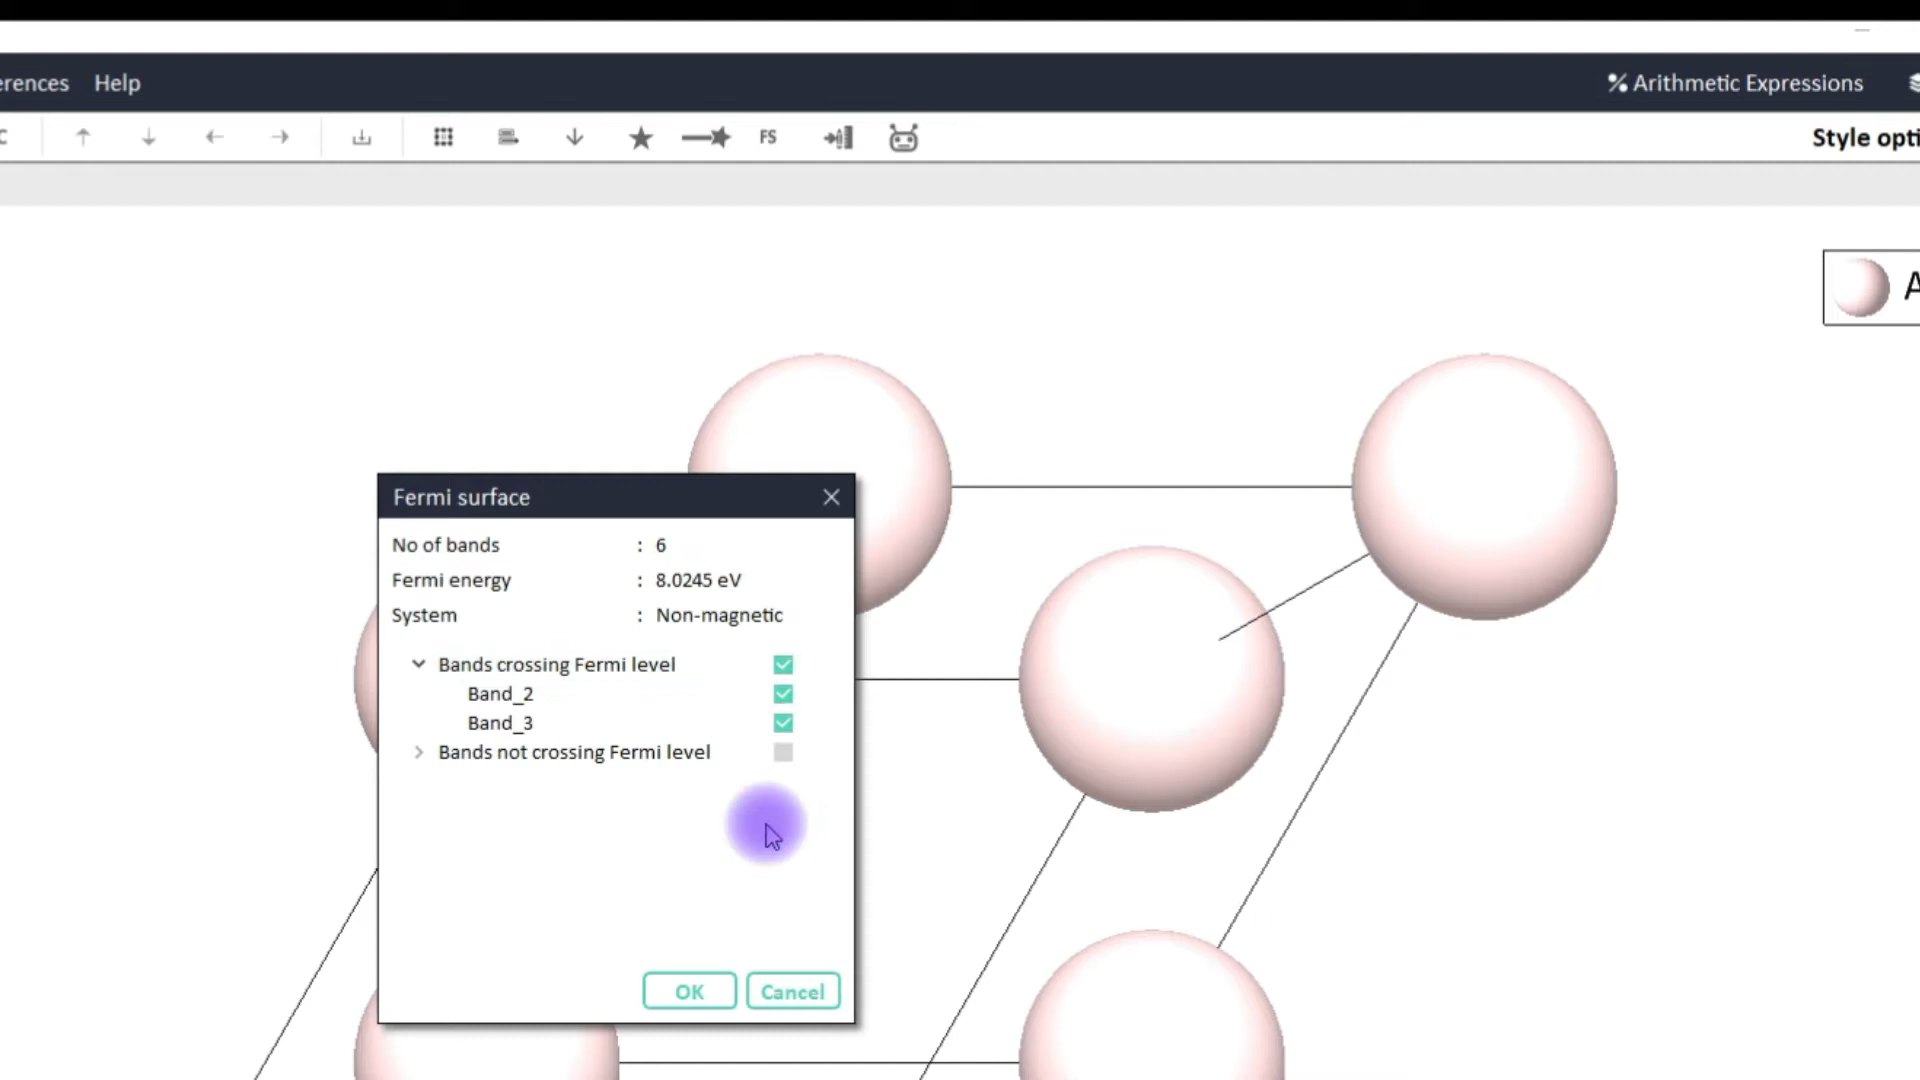 erences Help
Arithmetic Expressions
C
FS
Style opti
A
Fermi surface
No of bands : 6
Fermi energy : 8.0245 eV
System : Non-magnetic
Bands crossing Fermi level
Band_2
Band_3
Bands not crossing Fermi level
OK Cancel